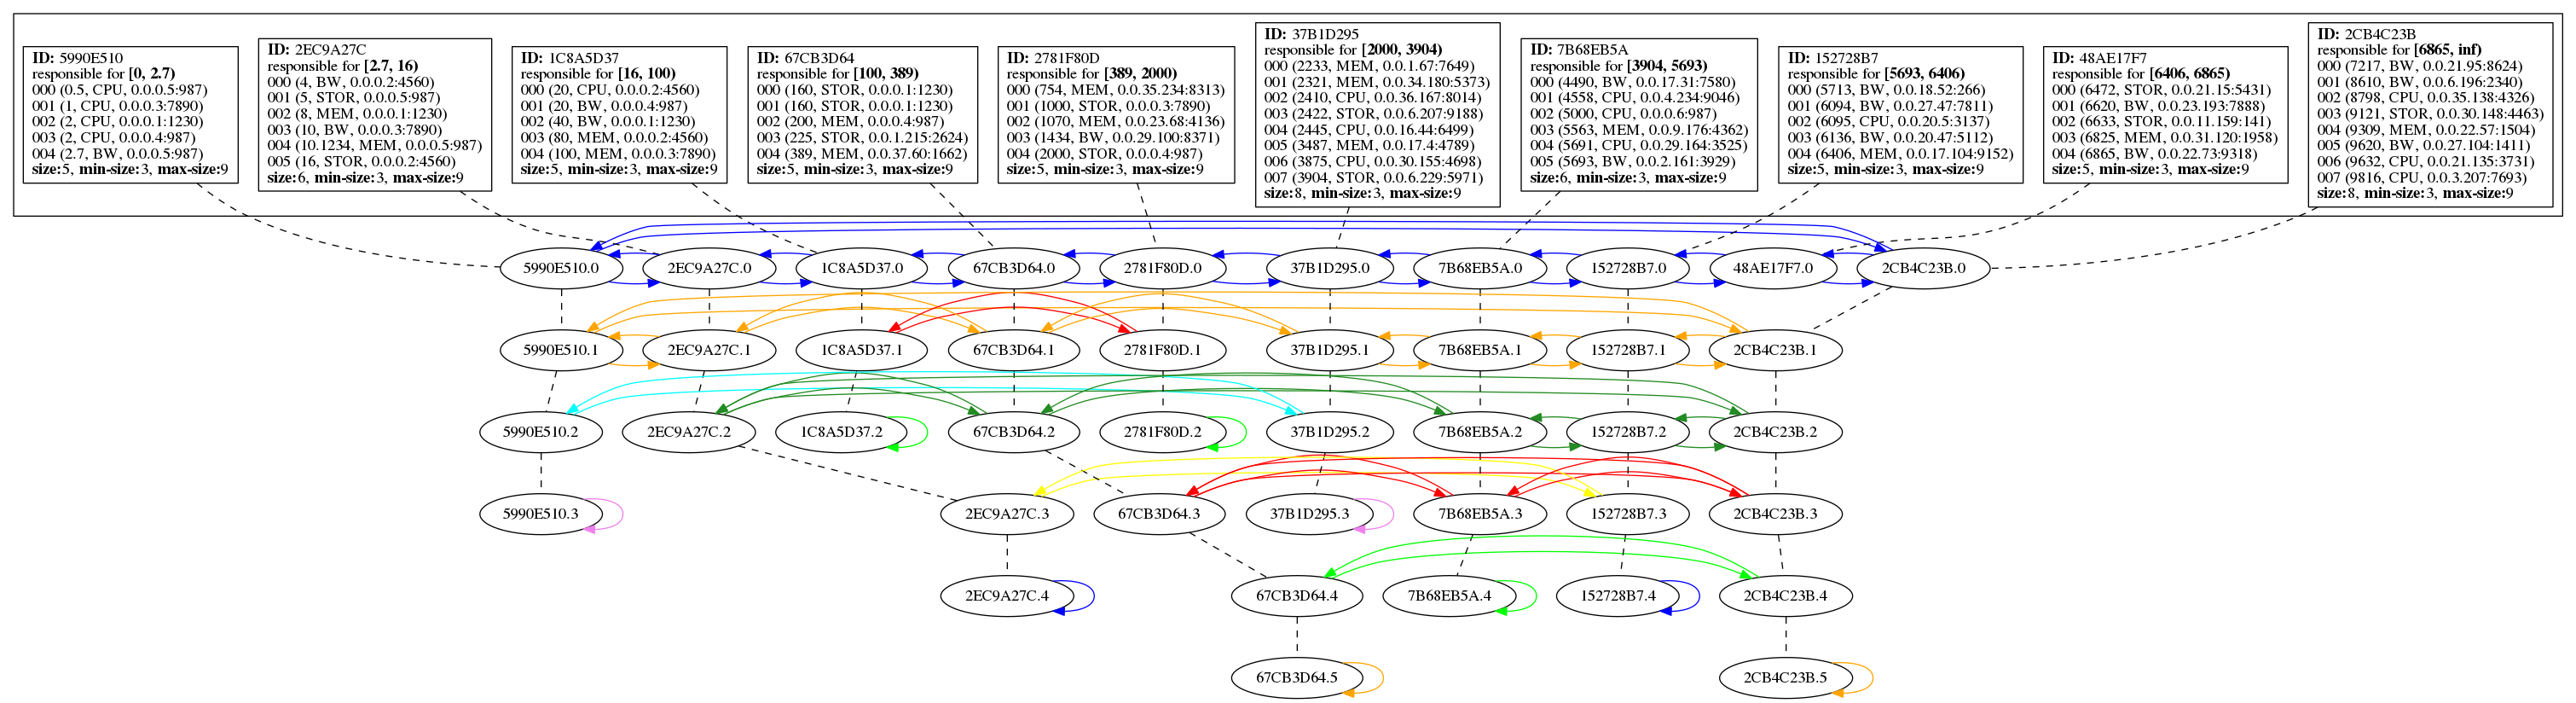 ID: 5990E510
responsible for [0, 2.7)
000 (0.5, CPU, 0.0.0.5:987)
001 (1, CPU, 0.0.0.3:7890)
002 (2, CPU, 0.0.0.1:1230)
003 (2, CPU, 0.0.0.4:987)
004 (2.7, BW, 0.0.0.5:987)
size:5, min-size:3, max-size:9
ID: 2EC9A27C
responsible for [2.7, 16)
000 (4, BW, 0.0.0.2:4560)
001 (5, STOR, 0.0.0.5:987)
002 (8, MEM, 0.0.0.1:1230)
003 (10, BW, 0.0.0.3:7890)
004 (10.1234, MEM, 0.0.0.5:987)
005 (16, STOR, 0.0.0.2:4560)
size:6, min-size:3, max-size:9
ID: 1C8A5D37
responsible for [16, 100)
000 (20, CPU, 0.0.0.2:4560)
001 (20, BW, 0.0.0.4:987)
002 (40, BW, 0.0.0.1:1230)
003 (80, MEM, 0.0.0.2:4560)
004 (100, MEM, 0.0.0.3:7890)
size:5, min-size:3, max-size:9
ID: 67CB3D64
responsible for [100, 389)
000 (160, STOR, 0.0.0.1:1230)
001 (160, STOR, 0.0.0.1:1230)
002 (200, MEM, 0.0.0.4:987)
003 (225, STOR, 0.0.1.215:2624)
004 (389, MEM, 0.0.37.60:1662)
size:5, min-size:3, max-size:9
ID: 2781F80D
responsible for [389, 2000)
000 (754, MEM, 0.0.35.234:8313)
001 (1000, STOR, 0.0.0.3:7890)
002 (1070, MEM, 0.0.23.68:4136)
003 (1434, BW, 0.0.29.100:8371)
004 (2000, STOR, 0.0.0.4:987)
size:5, min-size:3, max-size:9
ID: 37B1D295
responsible for [2000, 3904)
000 (2233, MEM, 0.0.1.67:7649)
001 (2321, MEM, 0.0.34.180:5373)
002 (2410, CPU, 0.0.36.167:8014)
003 (2422, STOR, 0.0.6.207:9188)
004 (2445, CPU, 0.0.16.44:6499)
005 (3487, MEM, 0.0.17.4:4789)
006 (3875, CPU, 0.0.30.155:4698)
007 (3904, STOR, 0.0.6.229:5971)
size:8, min-size:3, max-size:9
ID: 7B68EB5A
responsible for [3904, 5693)
000 (4490, BW, 0.0.17.31:7580)
001 (4558, CPU, 0.0.4.234:9046)
002 (5000, CPU, 0.0.0.6:987)
003 (5563, MEM, 0.0.9.176:4362)
004 (5691, CPU, 0.0.29.164:3525)
005 (5693, BW, 0.0.2.161:3929)
size:6, min-size:3, max-size:9
ID: 152728B7
responsible for [5693, 6406)
000 (5713, BW, 0.0.18.52:266)
001 (6094, BW, 0.0.27.47:7811)
002 (6095, CPU, 0.0.20.5:3137)
003 (6136, BW, 0.0.20.47:5112)
004 (6406, MEM, 0.0.17.104:9152)
size:5, min-size:3, max-size:9
ID: 48AE17F7
responsible for [6406, 6865)
000 (6472, STOR, 0.0.21.15:5431)
001 (6620, BW, 0.0.23.193:7888)
002 (6633, STOR, 0.0.11.159:141)
003 (6825, MEM, 0.0.31.120:1958)
004 (6865, BW, 0.0.22.73:9318)
size:5, min-size:3, max-size:9
ID: 2CB4C23B
responsible for [6865, inf)
000 (7217, BW, 0.0.21.95:8624)
001 (8610, BW, 0.0.6.196:2340)
002 (8798, CPU, 0.0.35.138:4326)
003 (9121, STOR, 0.0.30.148:4463)
004 (9309, MEM, 0.0.22.57:1504)
005 (9620, BW, 0.0.27.104:1411)
006 (9632, CPU, 0.0.21.135:3731)
007 (9816, CPU, 0.0.3.207:7693)
size:8, min-size:3, max-size:9
5990E510.0 2EC9A27C.0 1C8A5D37.0 67CB3D64.0 2781F80D.0 37B1D295.0 7B68EB5A.0 152728B7.0 48AE17F7.0 2CB4C23B.0
5990E510.1 2EC9A27C.1 1C8A5D37.1 67CB3D64.1 2781F80D.1 37B1D295.1 7B68EB5A.1 152728B7.1 2CB4C23B.1
5990E510.2 2EC9A27C.2 1C8A5D37.2 67CB3D64.2 2781F80D.2 37B1D295.2 7B68EB5A.2 152728B7.2 2CB4C23B.2
5990E510.3 2EC9A27C.3 67CB3D64.3 37B1D295.3 7B68EB5A.3 152728B7.3 2CB4C23B.3
2EC9A27C.4 67CB3D64.4 7B68EB5A.4 152728B7.4 2CB4C23B.4
67CB3D64.5 2CB4C23B.5